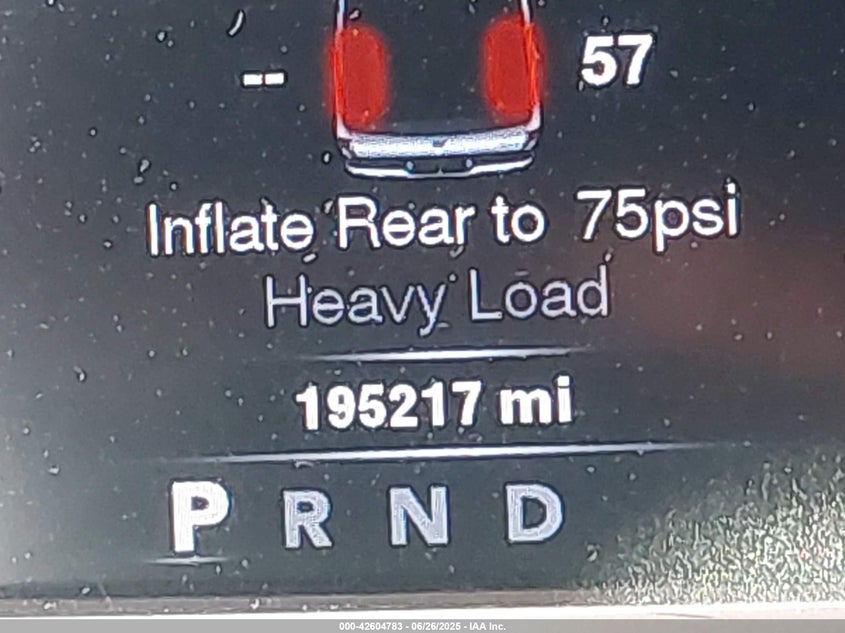 -- 57
Inflate Rear to 75psi
Heavy Load
195217 mi
P R N D
000-42604783 - 06/26/2025 - IAA Inc.